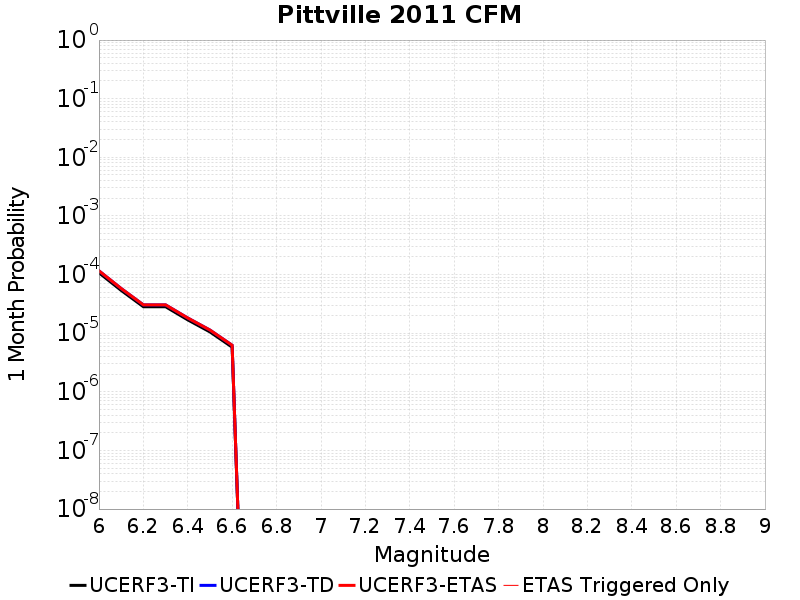 Pittville 2011 CFM
1 Month Probability
10^0
10^-1
10^-2
10^-3
10^-4
10^-5
10^-6
10^-7
10^-8
6 6.2 6.4 6.6 6.8 7 7.2 7.4 7.6 7.8 8 8.2 8.4 8.6 8.8 9
Magnitude
UCERF3-TI UCERF3-TD UCERF3-ETAS ETAS Triggered Only